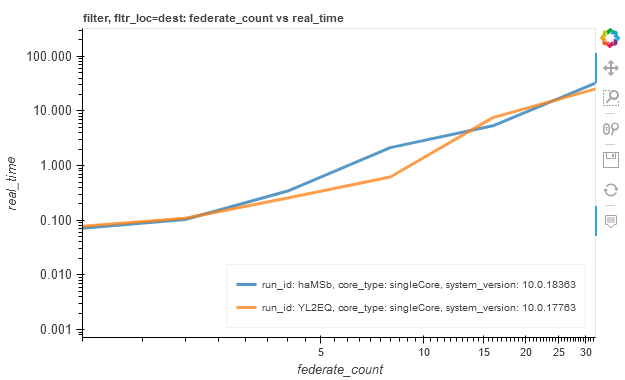 filter, fltr_loc=dest: federate_count vs real_time
100.000
10.000
1.000
0.100
0.010
0.001
real_time
run_id: haMSb, core_type: singleCore, system_version: 10.0.18363
run_id: YL2EQ, core_type: singleCore, system_version: 10.0.17763
5
10
15
20
25
30
federate_count